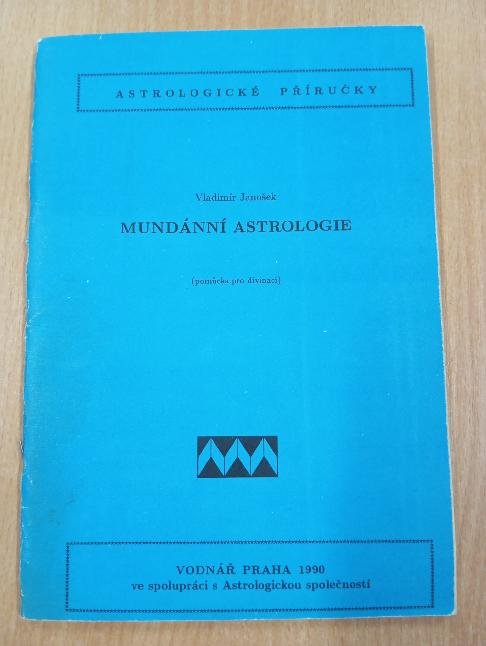 ASTROLOGICKÉ PŘÍRUČKY
Vladimír Janošek
MUNDÁNNÍ ASTROLOGIE
(pomůcka pro divinaci)
VODNÁŘ PRAHA 1990
ve spolupráci s Astrologickou společností